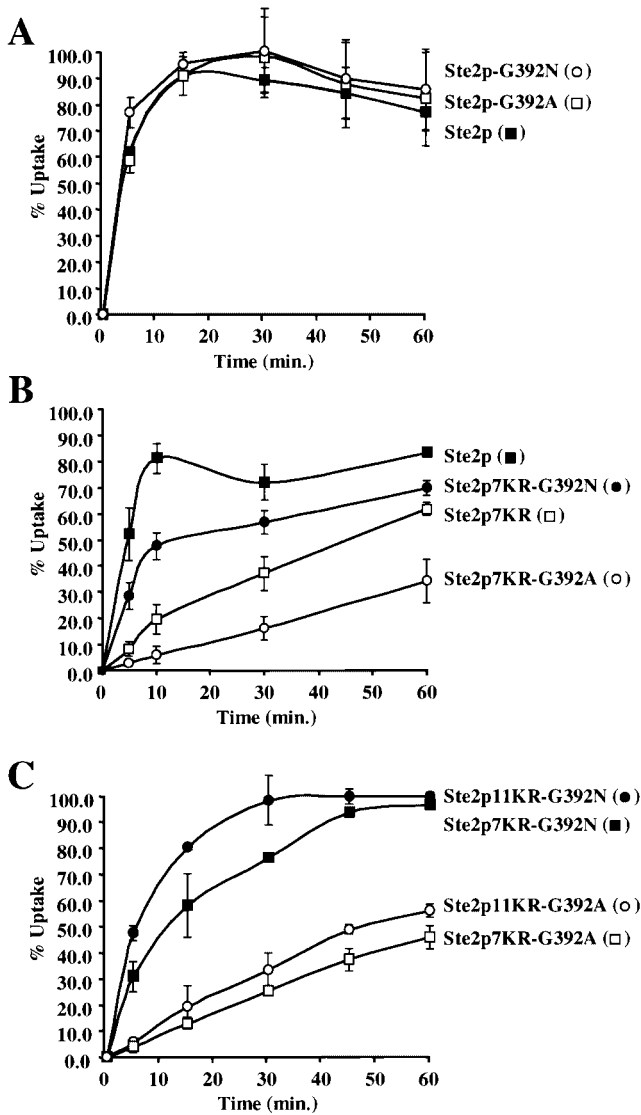 A
100.0
90.0
80.0
70.0
60.0
50.0
40.0
30.0
20.0
10.0
0.0
% Uptake
0 10 20 30 40 50 60
Time (min.)
Ste2p-G392N (○)
Ste2p-G392A (□)
Ste2p (■)
B
100.0
90.0
80.0
70.0
60.0
50.0
40.0
30.0
20.0
10.0
0.0
% Uptake
0 10 20 30 40 50 60
Time (min.)
Ste2p (■)
Ste2p7KR-G392N (●)
Ste2p7KR (□)
Ste2p7KR-G392A (○)
C
100.0
90.0
80.0
70.0
60.0
50.0
40.0
30.0
20.0
10.0
0.0
% Uptake
0 10 20 30 40 50 60
Time (min.)
Ste2p11KR-G392N (●)
Ste2p7KR-G392N (■)
Ste2p11KR-G392A (○)
Ste2p7KR-G392A (□)